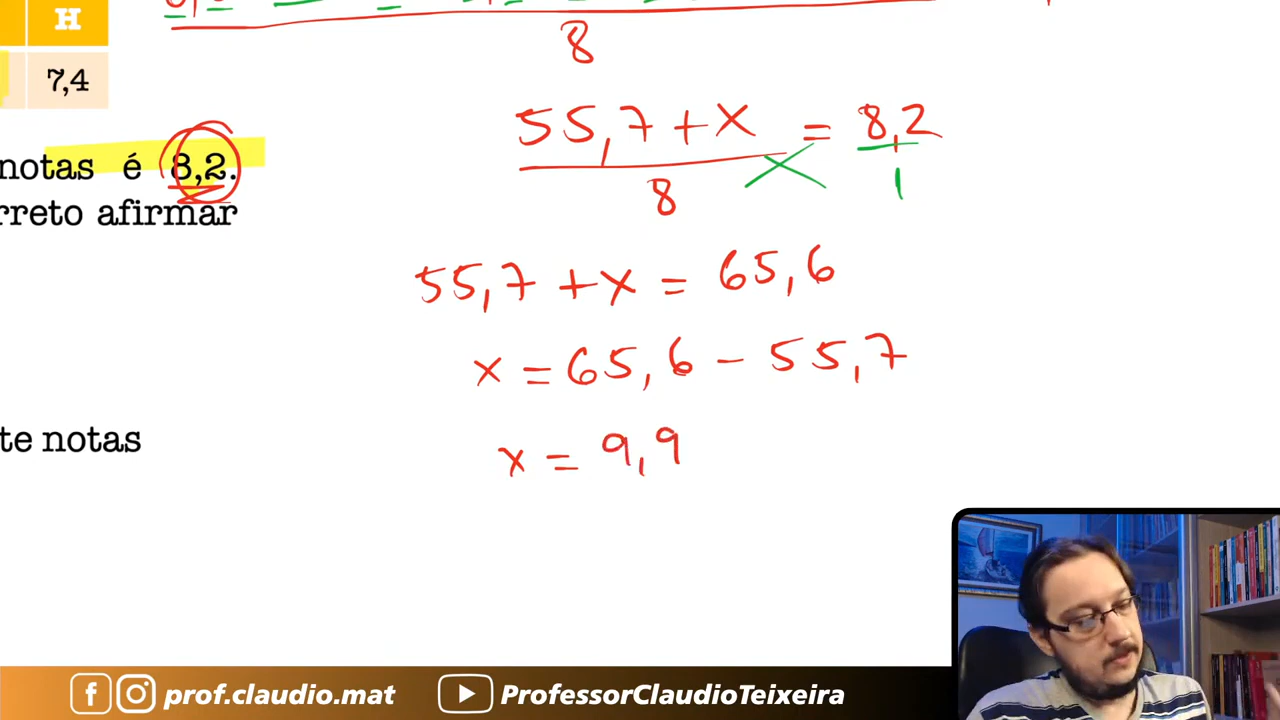 H
7,4
notas é 8,2.
rreto afirmar
te notas
8
55,7 + x = 8,2
8 1
55,7 + x = 65,6
x = 65,6 - 55,7
x = 9,9
prof.claudio.mat ProfessorClaudioTeixeira